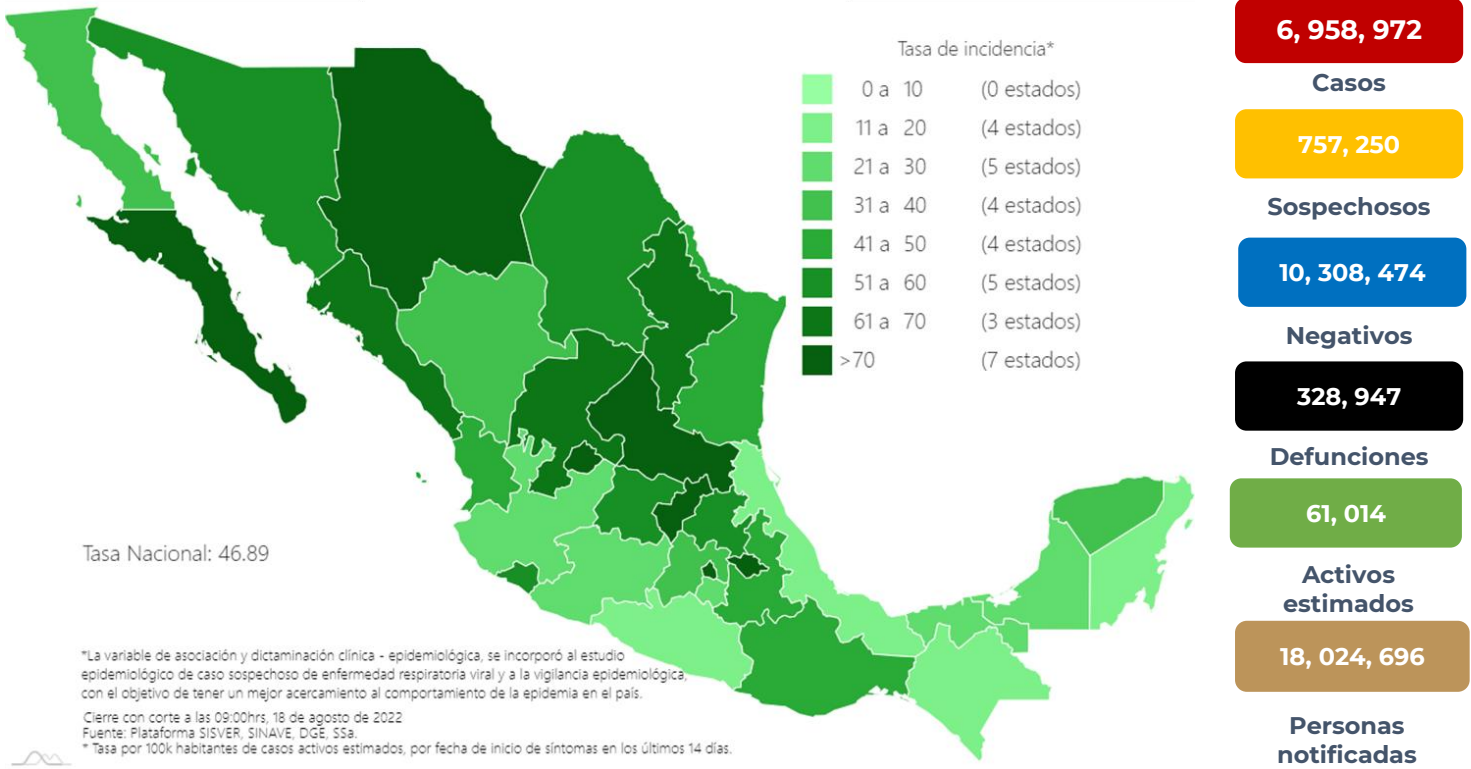 Tasa de incidencia*
0 a 10 (0 estados)
11 a 20 (4 estados)
21 a 30 (5 estados)
31 a 40 (4 estados)
41 a 50 (4 estados)
51 a 60 (5 estados)
61 a 70 (3 estados)
>70 (7 estados)
Tasa Nacional: 46.89
*La variable de asociación y dictaminación clínica - epidemiológica, se incorporó al estudio
epidemiológico de caso sospechoso de enfermedad respiratoria viral y a la vigilancia epidemiológica,
con el objetivo de tener un mejor acercamiento al comportamiento de la epidemia en el país.
Cierre con corte a las 09:00hrs, 18 de agosto de 2022
Fuente: Plataforma SISVER, SINAVE, DGE, SSa.
* Tasa por 100k habitantes de casos activos estimados, por fecha de inicio de síntomas en los últimos 14 días.
6, 958, 972
Casos
757, 250
Sospechosos
10, 308, 474
Negativos
328, 947
Defunciones
61, 014
Activos
estimados
18, 024, 696
Personas
notificadas